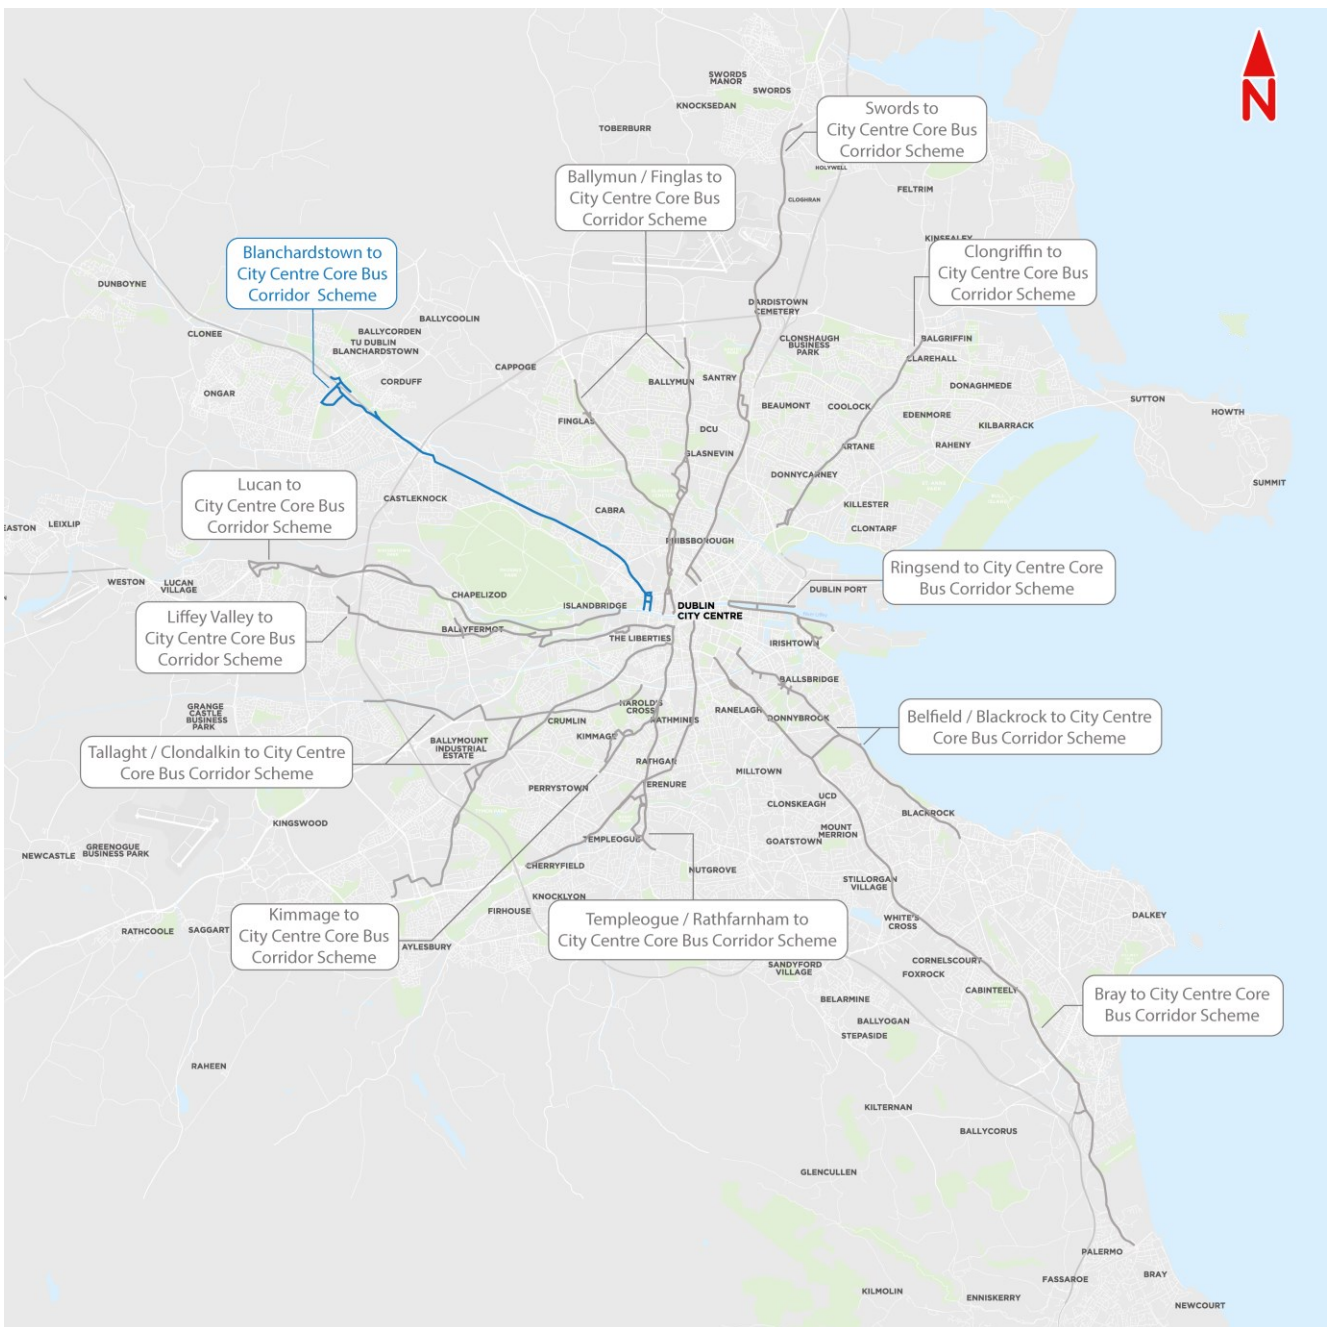 SWORDS
MANOR
SWORDS
KNOCKSEDAN
TOBERBURR
N
Swords to
City Centre Core Bus
Corridor Scheme
HOLYWELL
FELTRIM
CLOGHRAN
Ballymun / Finglas to
City Centre Core Bus
Corridor Scheme
KINSEALEY
Clongriffin to
City Centre Core Bus
Corridor Scheme
Blanchardstown to
City Centre Core Bus
Corridor Scheme
DUNBOYNE
DARDISTOWN
CEMETERY
BALLYCOOLIN
BALLYCORDEN
TU DUBLIN
BLANCHARDSTOWN
CLONEE
CLONSHAUGH
BUSINESS
PARK
BALGRIFFIN
CLAREHALL
CAPPOGE
CORDUFF
BALLYMUN
SANTRY
DONAGHMEDE
ONGAR
SUTTON
HOWTH
BEAUMONT
COOLOCK
EDENMORE
KILBARRACK
FINGLAS
DCU
ARTANE
RAHENY
GLASNEVIN
DONNYCARNEY
SUMMIT
Lucan to
City Centre Core Bus
Corridor Scheme
CASTLEKNOCK
CABRA
KILLESTER
CLONTARF
EASTON
LEIXLIP
PHIBSBOROUGH
Ringsend to City Centre Core
Bus Corridor Scheme
WESTON
LUCAN
VILLAGE
DUBLIN PORT
CHAPELIZOD
ISLANDBRIDGE
DUBLIN
CITY CENTRE
Liffey Valley to
City Centre Core Bus
Corridor Scheme
BALLYFERMOT
THE LIBERTIES
IRISHTOWN
BALLSBRIDGE
GRANGE
CASTLE
BUSINESS
PARK
HAROLD'S
CROSS
RANELAGH
DONNYBROOK
CRUMLIN
RATHMINES
Belfield / Blackrock to City Centre
Core Bus Corridor Scheme
KIMMAGE
BALLYMOUNT
INDUSTRIAL
ESTATE
Tallaght / Clondalkin to City Centre
Core Bus Corridor Scheme
RATHGAR
MILLTOWN
PERRYSTOWN
TERENURE
UCD
CLONSKEAGH
BLACKROCK
KINGSWOOD
MOUNT
MERRION
TEMPLEOGUE
GOATSTOWN
GREENOGUE
BUSINESS PARK
NEWCASTLE
CHERRYFIELD
NUTGROVE
STILLORGAN
VILLAGE
KNOCKLYON
FIRHOUSE
Kimmage to
City Centre Core Bus
Corridor Scheme
Templeogue / Rathfarnham to
City Centre Core Bus Corridor Scheme
WHITE'S
CROSS
DALKEY
RATHCOOLE
SAGGART
AYLESBURY
SANDYFORD
VILLAGE
CORNELSCOURT
FOXROCK
CABINTEELY
BELARMINE
Bray to City Centre Core
Bus Corridor Scheme
BALLYOGAN
STEPASIDE
RAHEEN
KILTERNAN
BALLYCORUS
GLENCULLEN
PALERMO
FASSAROE
BRAY
KILMOLIN
ENNISKERRY
NEWCOURT